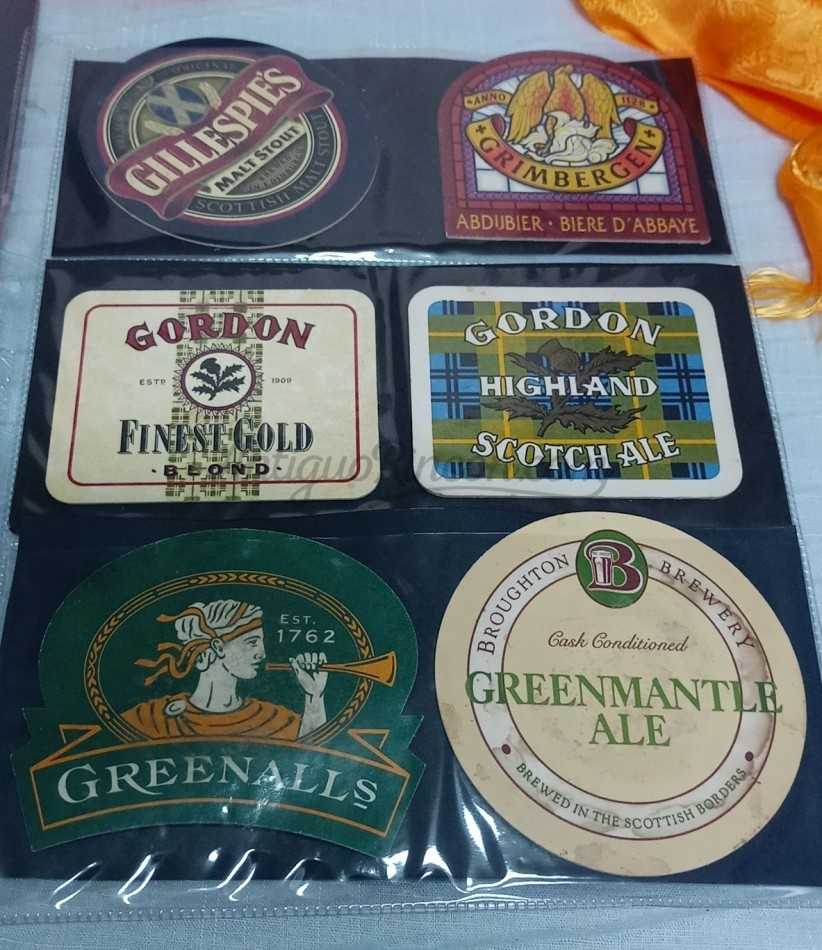 GILLESPIE'S
MALT STOUT
SCOTTISH MALT STOUT
ANNO 1128
GRIMBERGEN
ABDIJBIER · BIERE D'ABBAYE
GORDON
ESTD 1909
FINEST GOLD
· BLOND ·
GORDON
HIGHLAND
SCOTCH ALE
EST.
1762
GREENALLS
B
BROUGHTON BREWERY
Cask Conditioned
GREENMANTLE
ALE
BREWED IN THE SCOTTISH BORDERS